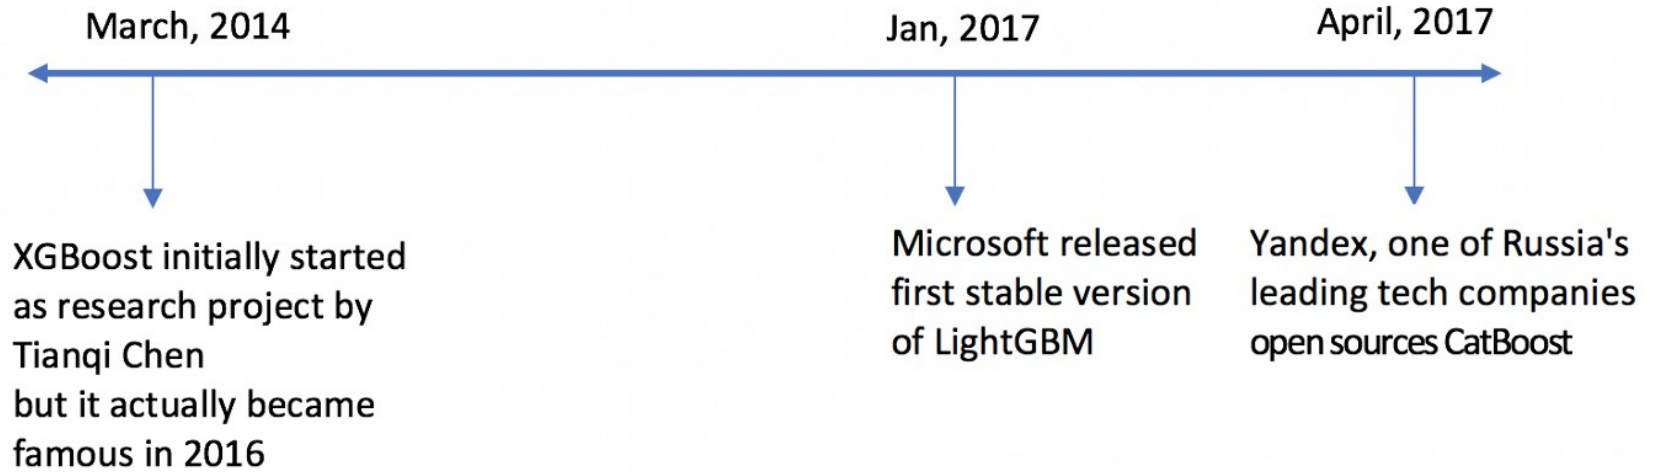 March, 2014
Jan, 2017
April, 2017
XGBoost initially started
as research project by
Tianqi Chen
but it actually became
famous in 2016
Microsoft released
first stable version
of LightGBM
Yandex, one of Russia's
leading tech companies
open sources CatBoost